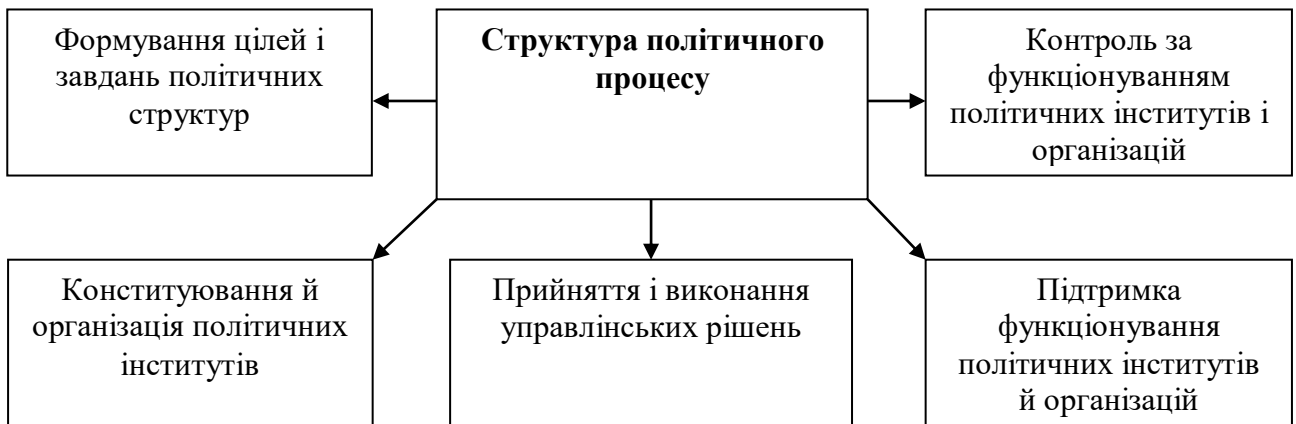 Формування цілей і
завдань політичних
структур
Структура політичного
процесу
Контроль за
функціонуванням
політичних інститутів і
організацій
Конституювання й
організація політичних
інститутів
Прийняття і виконання
управлінських рішень
Підтримка
функціонування
політичних інститутів
й організацій